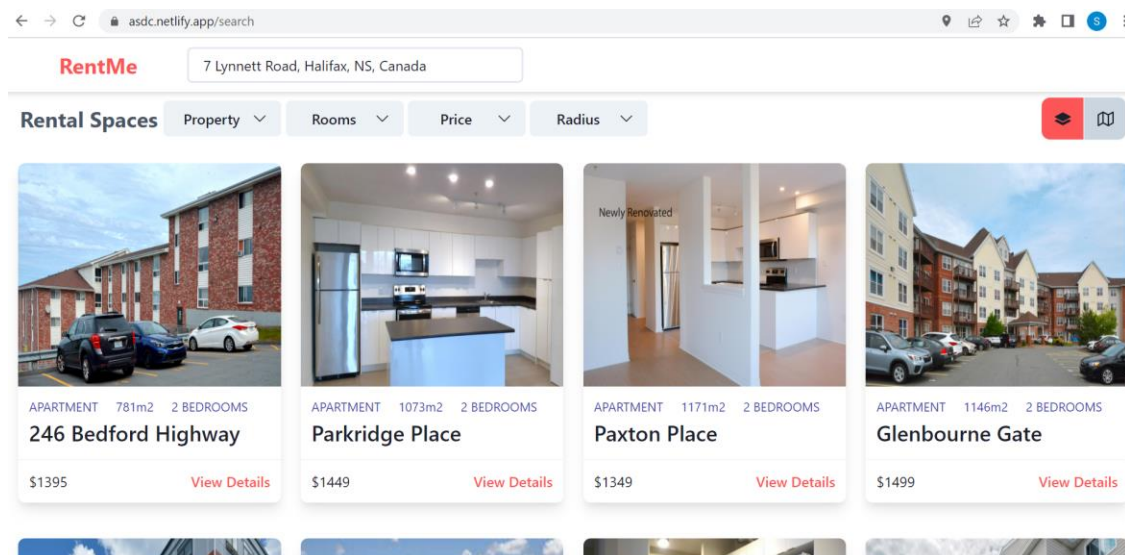 asdc.netlify.app/search
S
RentMe
7 Lynnett Road, Halifax, NS, Canada
Rental Spaces
Property
Rooms
Price
Radius
Newly Renovated
APARTMENT 781m2 2 BEDROOMS
246 Bedford Highway
$1395 View Details
APARTMENT 1073m2 2 BEDROOMS
Parkridge Place
$1449 View Details
APARTMENT 1171m2 2 BEDROOMS
Paxton Place
$1349 View Details
APARTMENT 1146m2 2 BEDROOMS
Glenbourne Gate
$1499 View Details